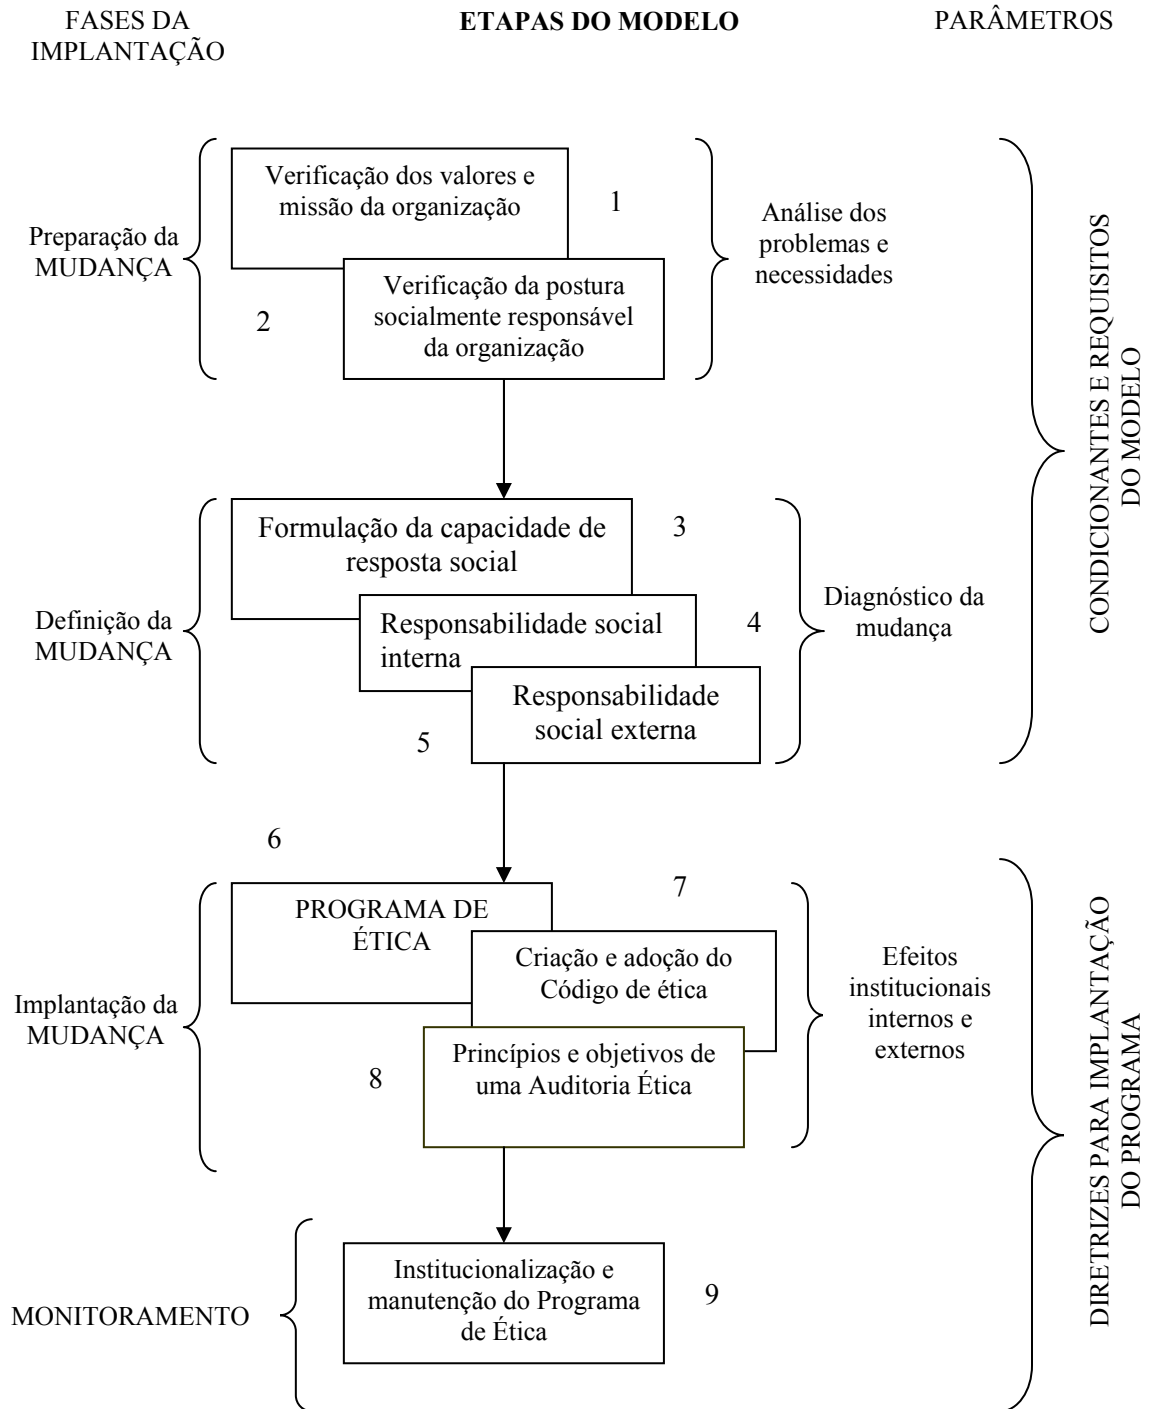 FASES DA
IMPLANTAÇÃO
ETAPAS DO MODELO
PARÂMETROS
Preparação da
MUDANÇA
Verificação dos valores e
missão da organização
1
Verificação da postura
socialmente responsável
da organização
2
Análise dos
problemas e
necessidades
CONDICIONANTES E REQUISITOS
DO MODELO
Definição da
MUDANÇA
Formulação da capacidade de
resposta social
3
Responsabilidade social
interna
4
Responsabilidade
social externa
5
Diagnóstico da
mudança
6
Implantação da
MUDANÇA
PROGRAMA DE
ÉTICA
7
Criação e adoção do
Código de ética
Princípios e objetivos de
uma Auditoria Ética
8
Efeitos
institucionais
internos e
externos
DIRETRIZES PARA IMPLANTAÇÃO
DO PROGRAMA
MONITORAMENTO
Institucionalização e
manutenção do Programa
de Ética
9